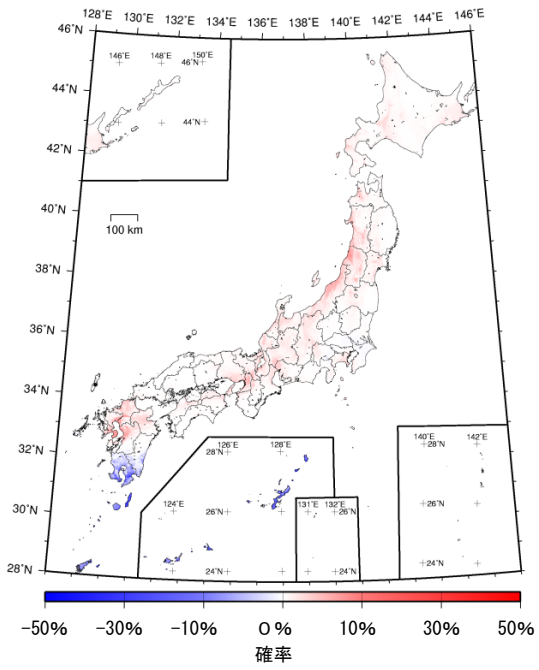 128°E 130°E 132°E 134°E 136°E 138°E 140°E 142°E 144°E 146°E
46°N
146°E 148°E 150°E
46°N
44°N
44°N
42°N
40°N
100 km
38°N
36°N
34°N
32°N
126°E 128°E
28°N
140°E 142°E
28°N
124°E
131°E 132°E
30°N
26°N
26°N
26°N
28°N
24°N
24°N
24°N
-50% -30% -10% 0% 10% 30% 50%
確率